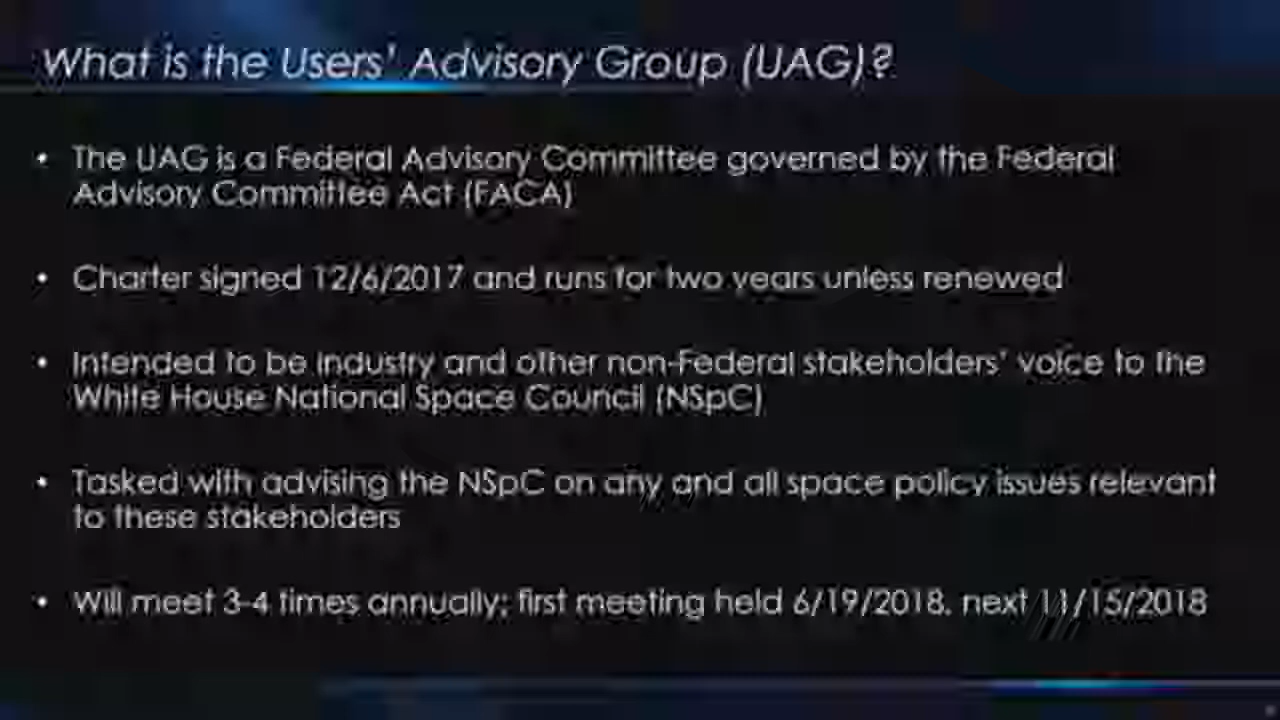 What is the Users' Advisory Group (UAG)?
• The UAG is a Federal Advisory Committee governed by the Federal
Advisory Committee Act (FACA)
• Charter signed 12/6/2017 and runs for two years unless renewed
• Intended to be industry and other non-Federal stakeholders' voice to the
White House National Space Council (NSpC)
• Tasked with advising the NSpC on any and all space policy issues relevant
to these stakeholders
• Will meet 3-4 times annually; first meeting held 6/19/2018, next 11/15/2018